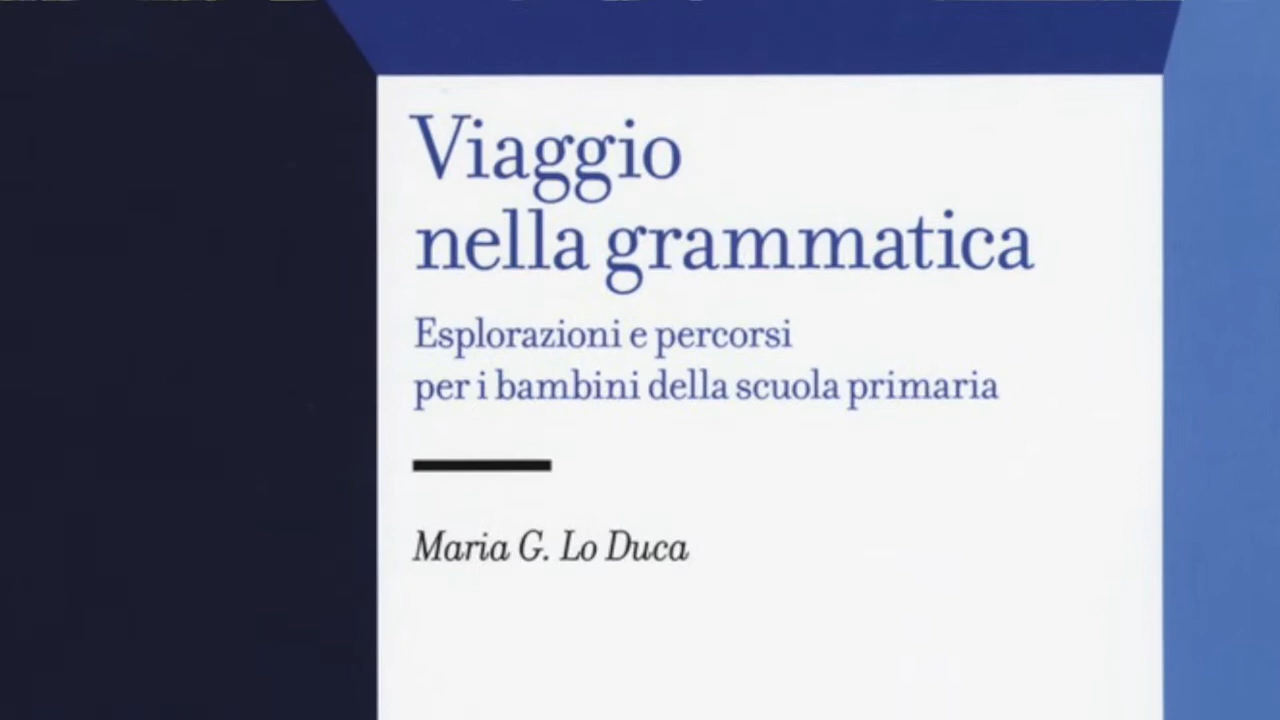 Viaggio
nella grammatica
Esplorazioni e percorsi
per i bambini della scuola primaria
Maria G. Lo Duca